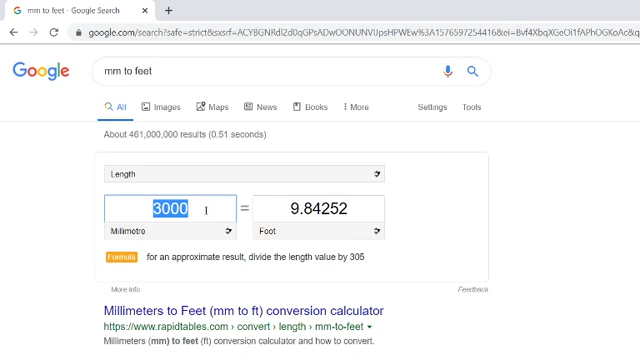 mm to feet - Google Search
google.com/search?safe=strict&sxsrf=
Google
mm to feet
All Images Maps News Books More Settings Tools
About 461,000,000 results (0.51 seconds)
Length
3000 = 9.84252
Millimetre Foot
Formula for an approximate result, divide the length value by 305
More info Feedback
Millimeters to Feet (mm to ft) conversion calculator
https://www.rapidtables.com › convert › length › mm-to-feet
Millimeters (mm) to feet (ft) conversion calculator and how to convert.